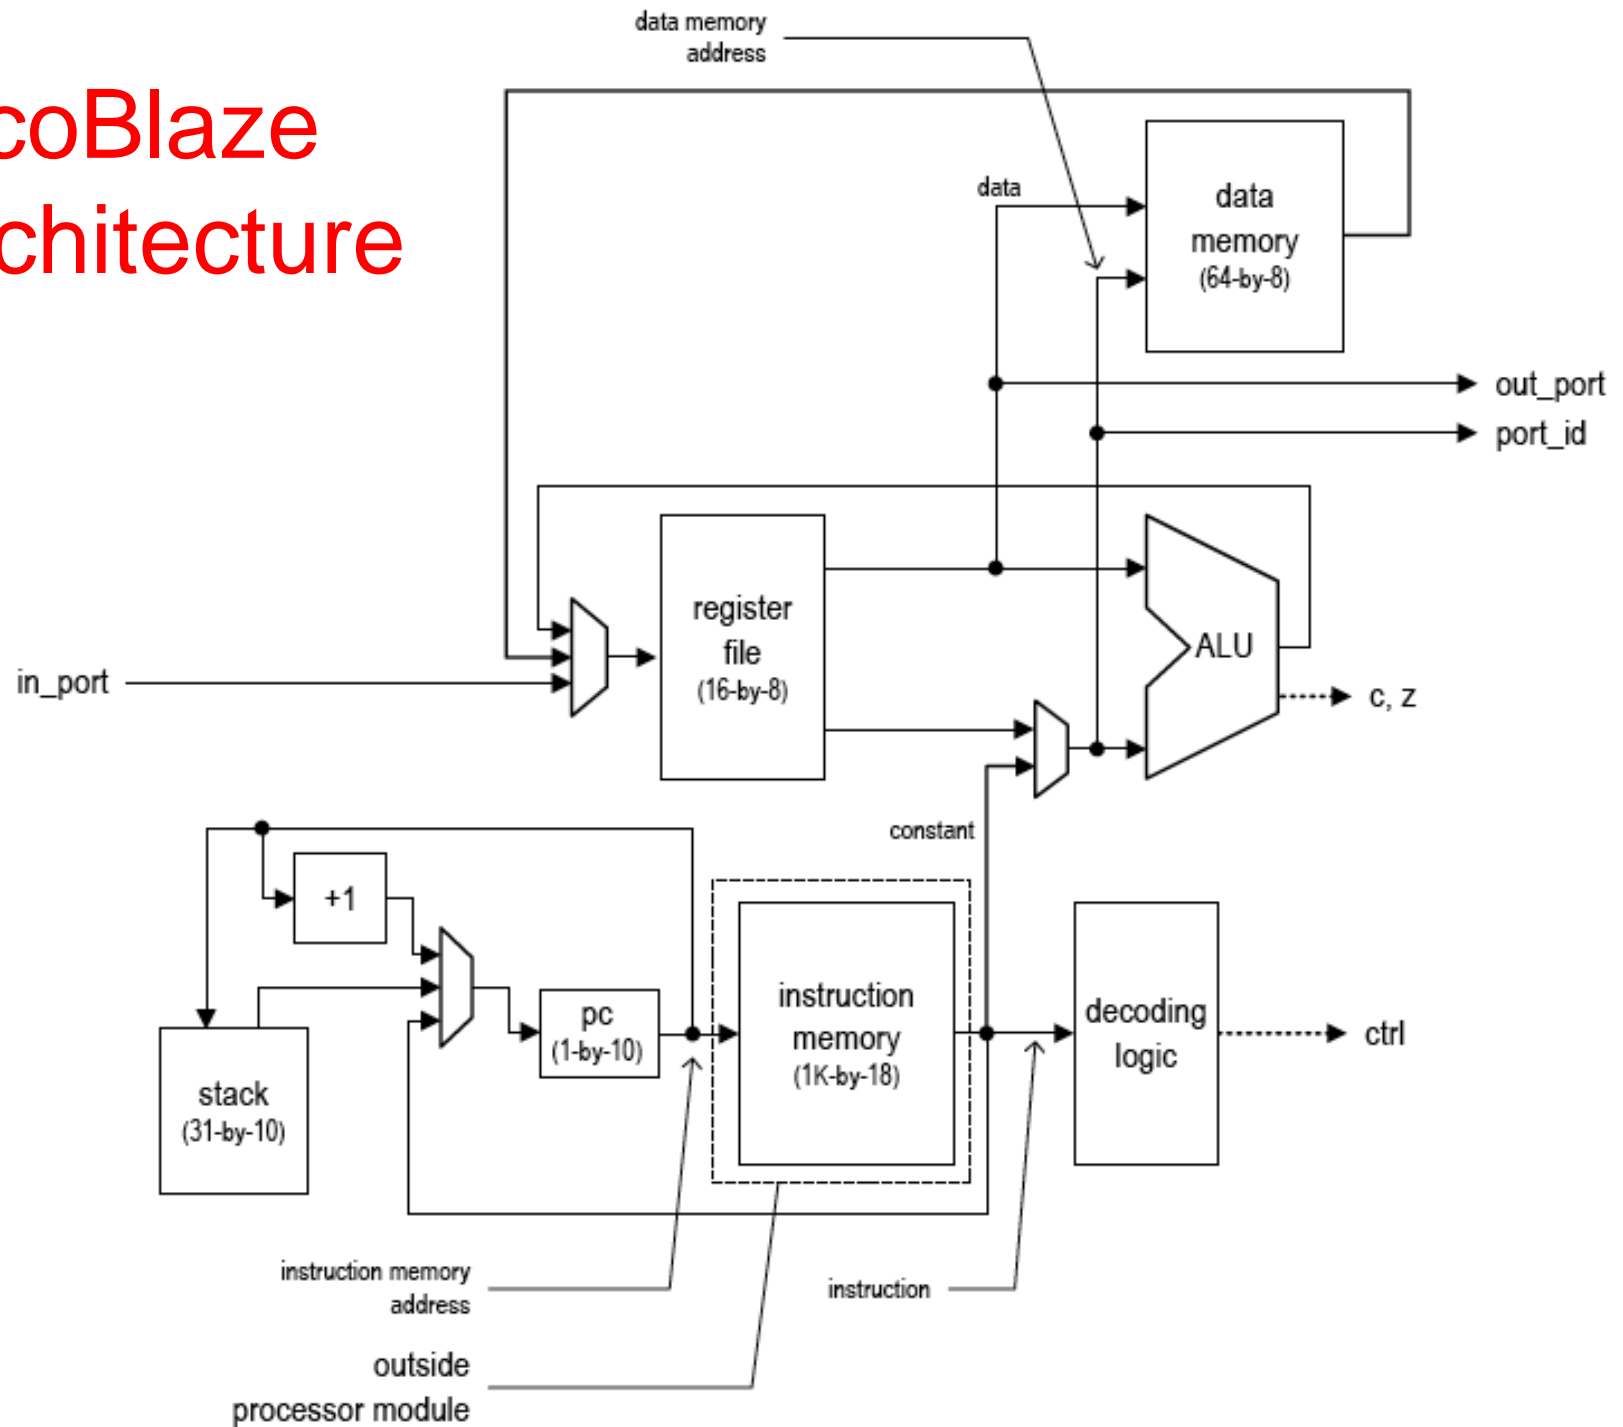 coBlaze
chitecture
data memory
address
data
data
memory
(64-by-8)
out_port
port_id
register
file
(16-by-8)
ALU
in_port
c, z
constant
+1
pc
(1-by-10)
instruction
memory
(1K-by-18)
decoding
logic
ctrl
stack
(31-by-10)
instruction memory
address
instruction
outside
processor module